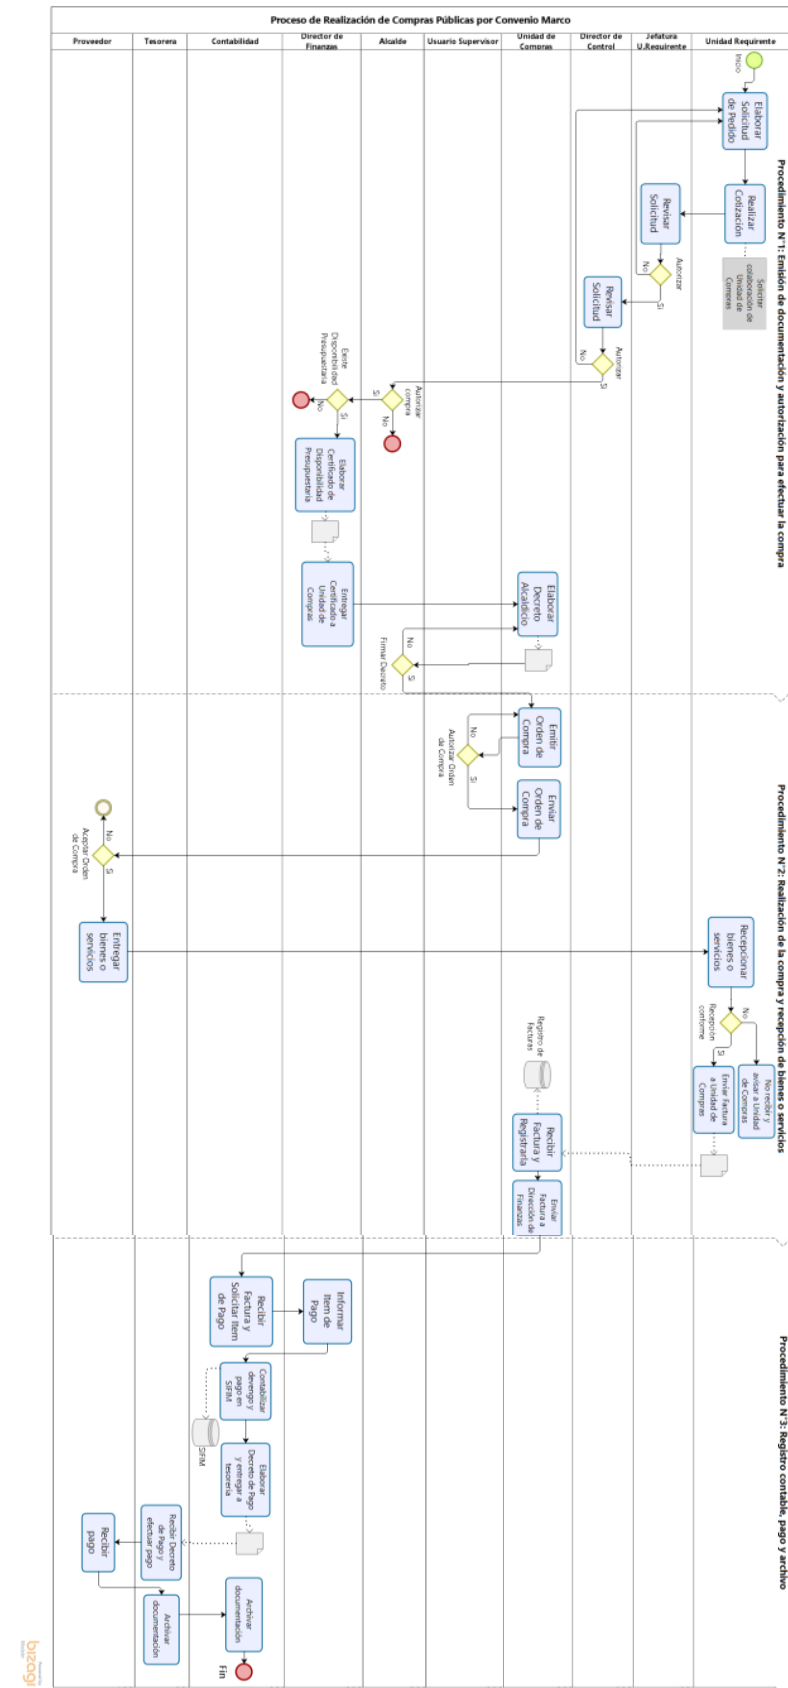 Proceso de Realización de Compras Públicas por Convenio Marco
Proveedor
Tesorera
Contabilidad
Director de
Finanzas
Alcalde
Usuario Supervisor
Unidad de
Compras
Director de
Control
Jefatura
U.Requirente
Unidad Requirente
Procedimiento N°1: Emisión de documentación y autorización para efectuar la compra
Inicio
Elaborar
Solicitud
de Pedido
Realizar
Cotización
Solicitar
colaboración de
Unidad de
Compras
Revisar
Solicitud
Autorizar
No
Si
Revisar
Solicitud
Autorizar
No
Si
Autorizar
compra
No
Si
Existe
Disponibilidad
Presupuestaria
No
Si
Elaborar
Certificado de
Disponibilidad
Presupuestaria
Entregar
Certificado a
Unidad de
Compras
Elaborar
Decreto
Alcaldicio
No
Si
Firmar Decreto
Procedimiento N°2: Realización de la compra y recepción de bienes o servicios
Emitir
Orden de
Compra
No
Si
Autorizar Orden
de Compra
Enviar
Orden de
Compra
No
Si
Aceptar Orden
de Compra
Entregar
bienes o
servicios
Recepcionar
bienes o
servicios
No
Si
Recepción
conforme
No recibir y
avisar a Unidad
de Compras
Enviar Factura
a Unidad de
Compras
Registro de
Facturas
Recibir
Factura y
Registrarla
Enviar
Factura a
Dirección de
Finanzas
Procedimiento N°3: Registro contable, pago y archivo
Recibir
Factura y
Solicitar Item
de Pago
Informar
Item de
Pago
Contabilizar
devengo y
pago en
SIFIM
SIFIM
Elaborar
Decreto de Pago
y entregar a
tesorería
Recibir Decreto
de Pago y
efectuar pago
Recibir
pago
Archivar
documentación
Archivar
documentación
Fin
bizagi